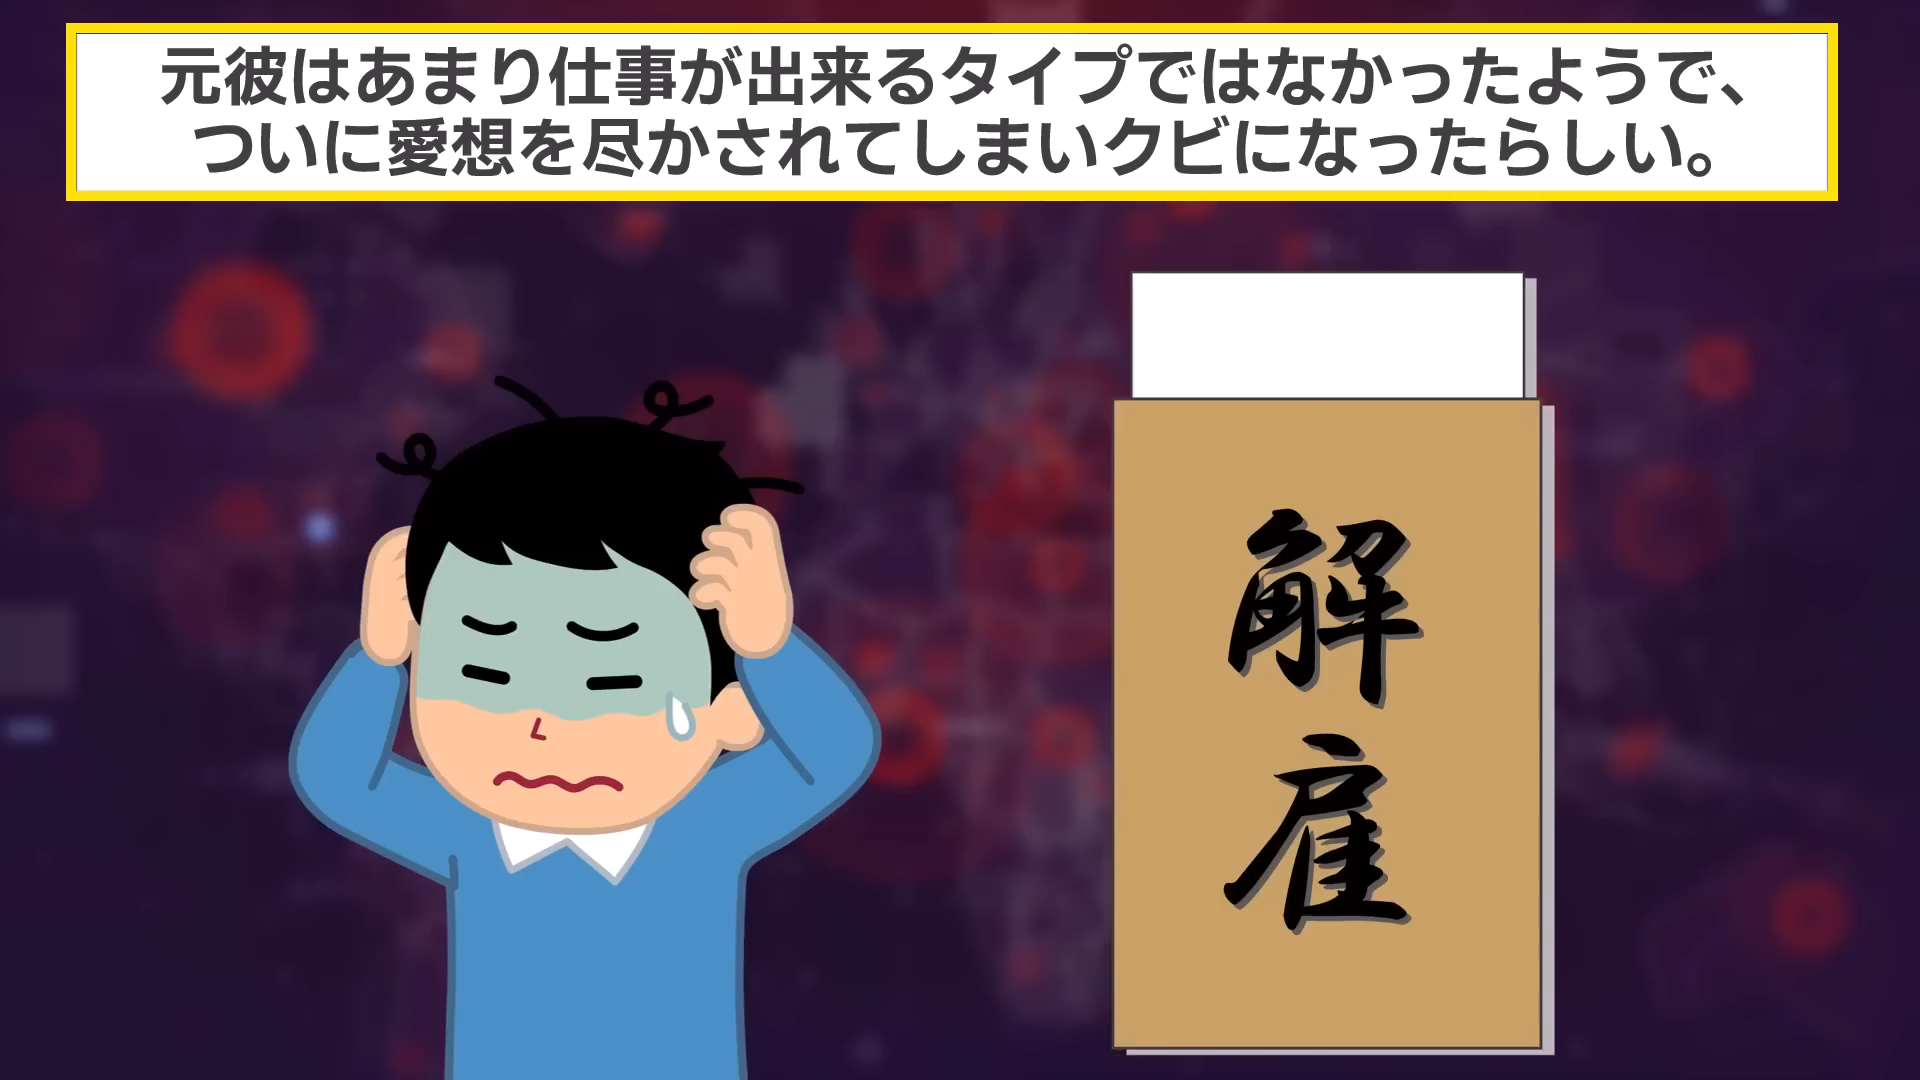 元彼はあまり仕事が出来るタイプではなかったようで、
ついに愛想を尽かされてしまいクビになったらしい。
解雇